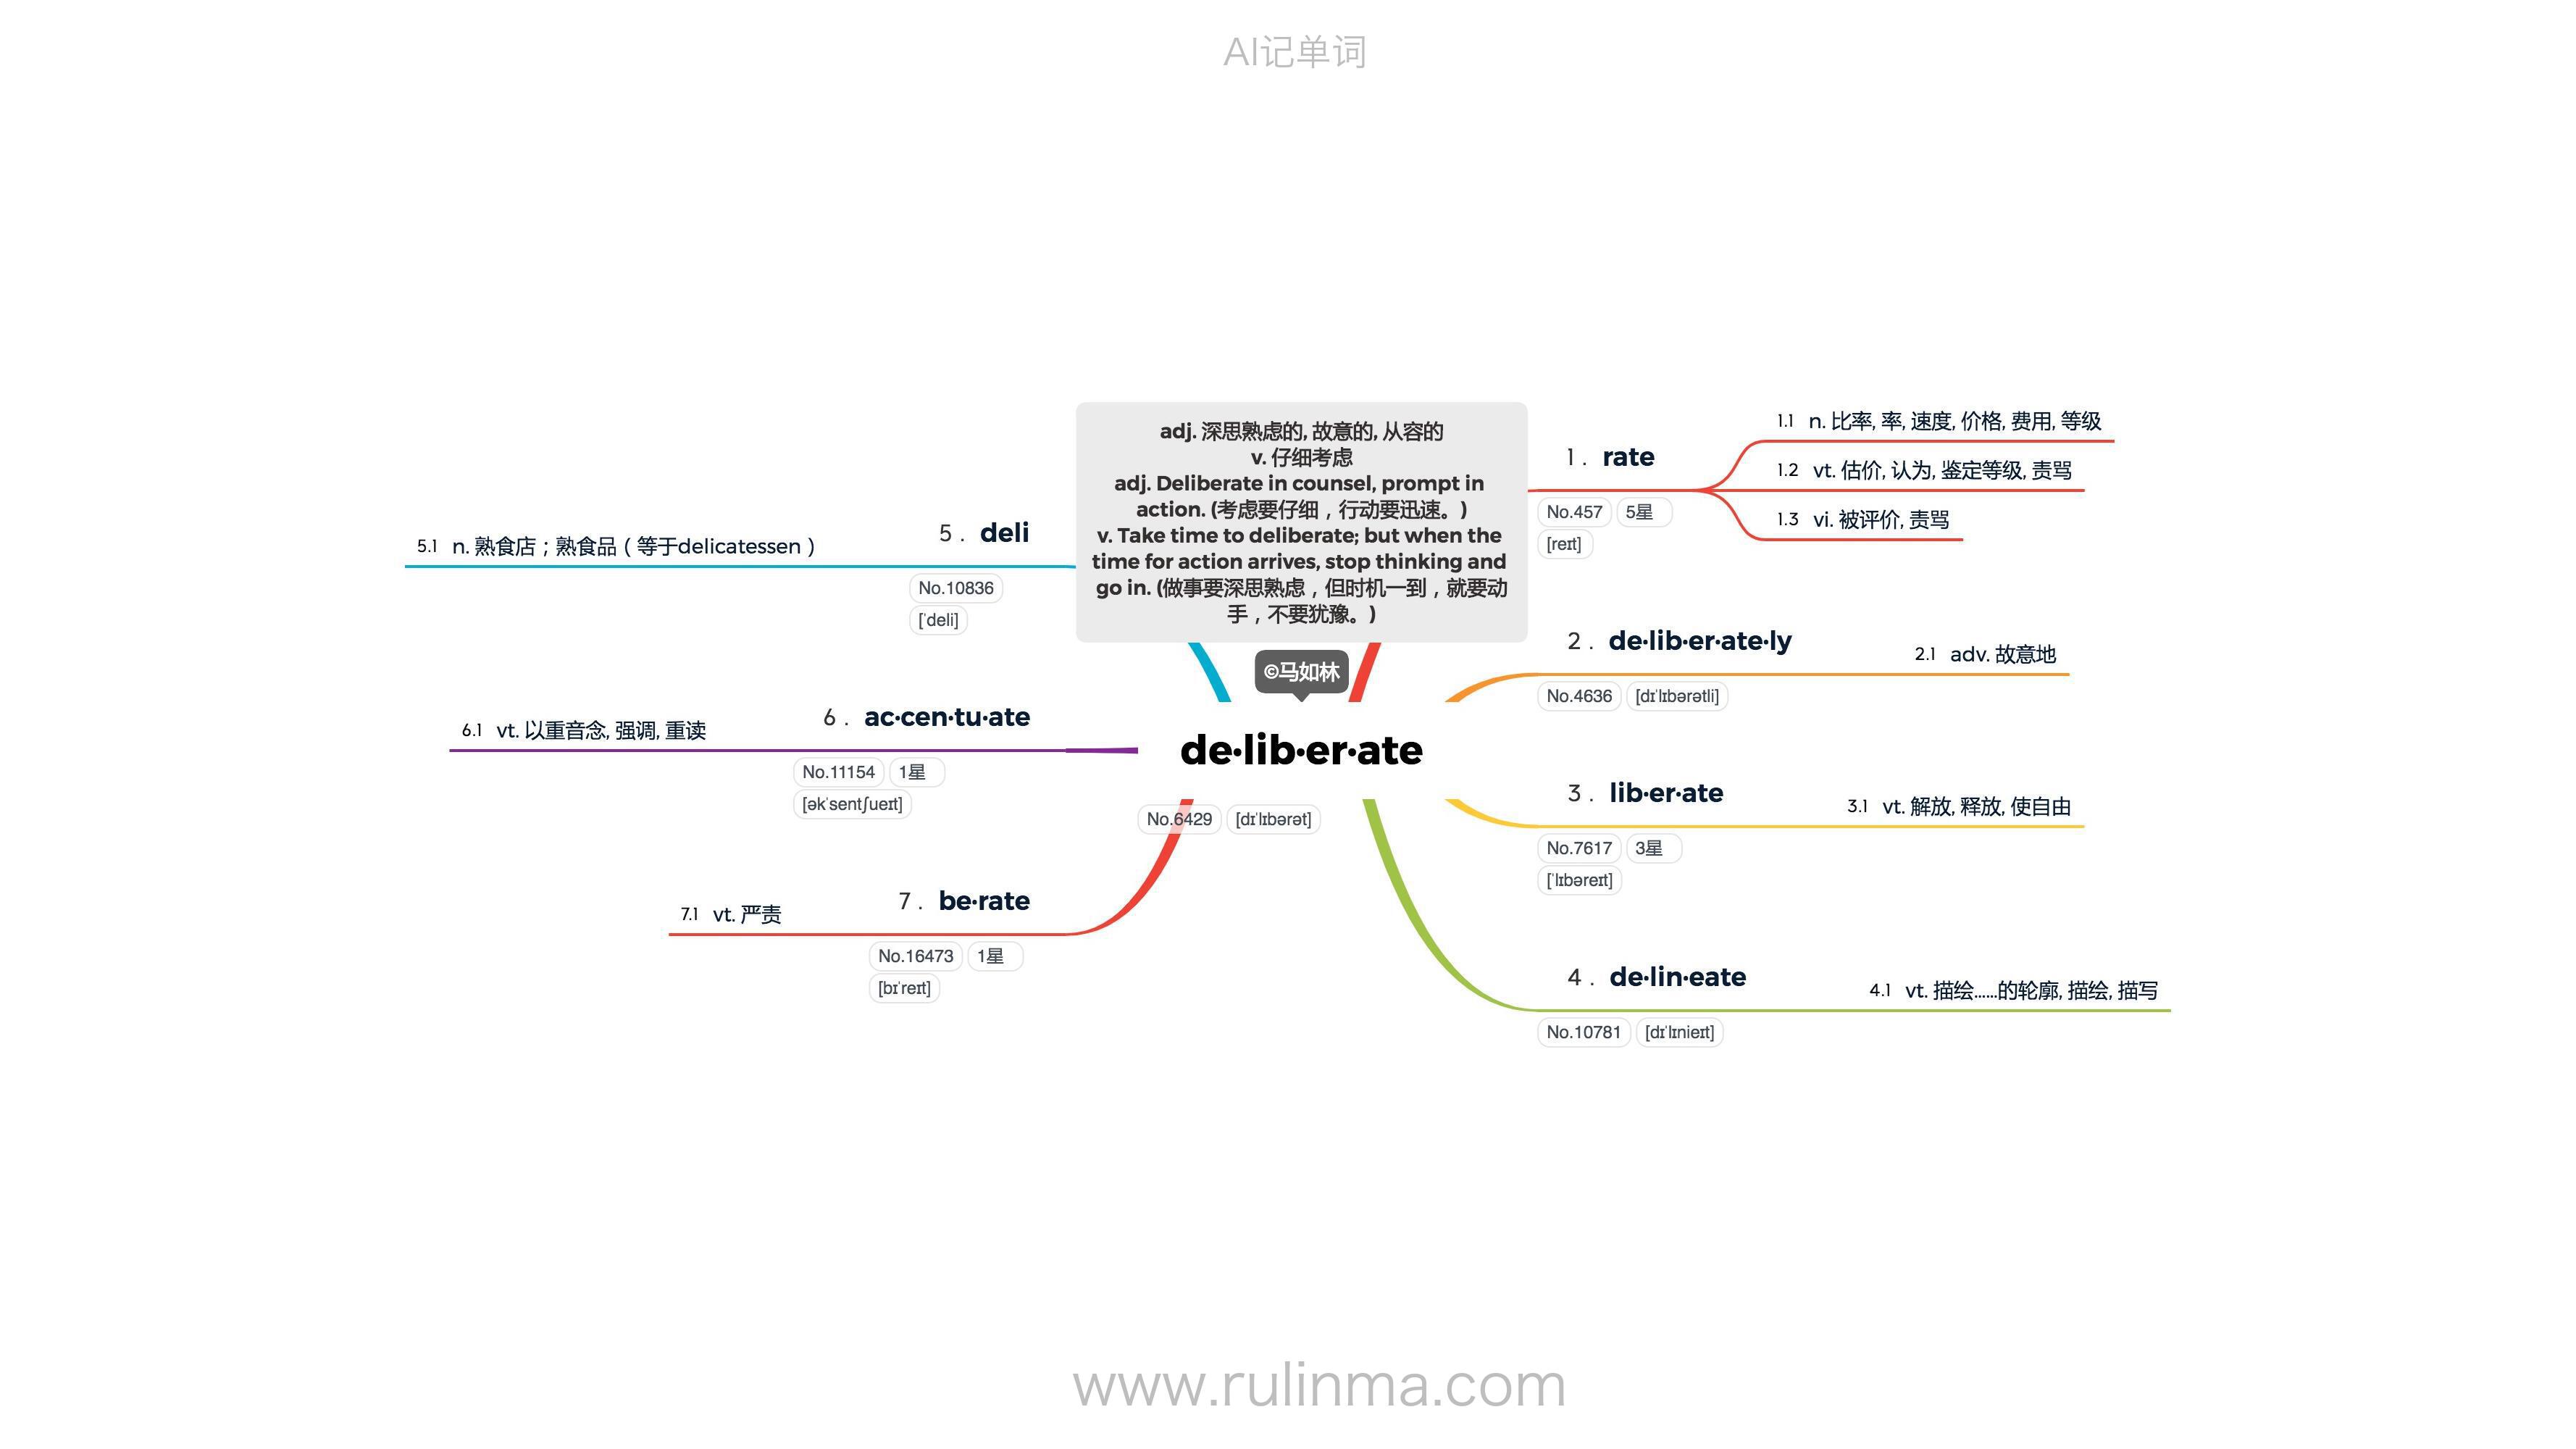 AI记单词
adj. 深思熟虑的, 故意的, 从容的
v. 仔细考虑
adj. Deliberate in counsel, prompt in
action. (考虑要仔细，行动要迅速。)
v. Take time to deliberate; but when the
time for action arrives, stop thinking and
go in. (做事要深思熟虑，但时机一到，就要动
手，不要犹豫。)
©马如林
de·lib·er·ate
No.6429 [dɪˈlɪbərət]
1. rate
No.457 5星
[reɪt]
1.1 n. 比率, 率, 速度, 价格, 费用, 等级
1.2 vt. 估价, 认为, 鉴定等级, 责骂
1.3 vi. 被评价, 责骂
2. de·lib·er·ate·ly
No.4636 [dɪˈlɪbərətli]
2.1 adv. 故意地
3. lib·er·ate
No.7617 3星
[ˈlɪbəreɪt]
3.1 vt. 解放, 释放, 使自由
4. de·lin·eate
No.10781 [dɪˈlɪnieɪt]
4.1 vt. 描绘……的轮廓, 描绘, 描写
5. deli
No.10836
[ˈdeli]
5.1 n. 熟食店；熟食品（等于delicatessen）
6. ac·cen·tu·ate
No.11154 1星
[əkˈsentʃueɪt]
6.1 vt. 以重音念, 强调, 重读
7. be·rate
No.16473 1星
[bɪˈreɪt]
7.1 vt. 严责
www.rulinma.com